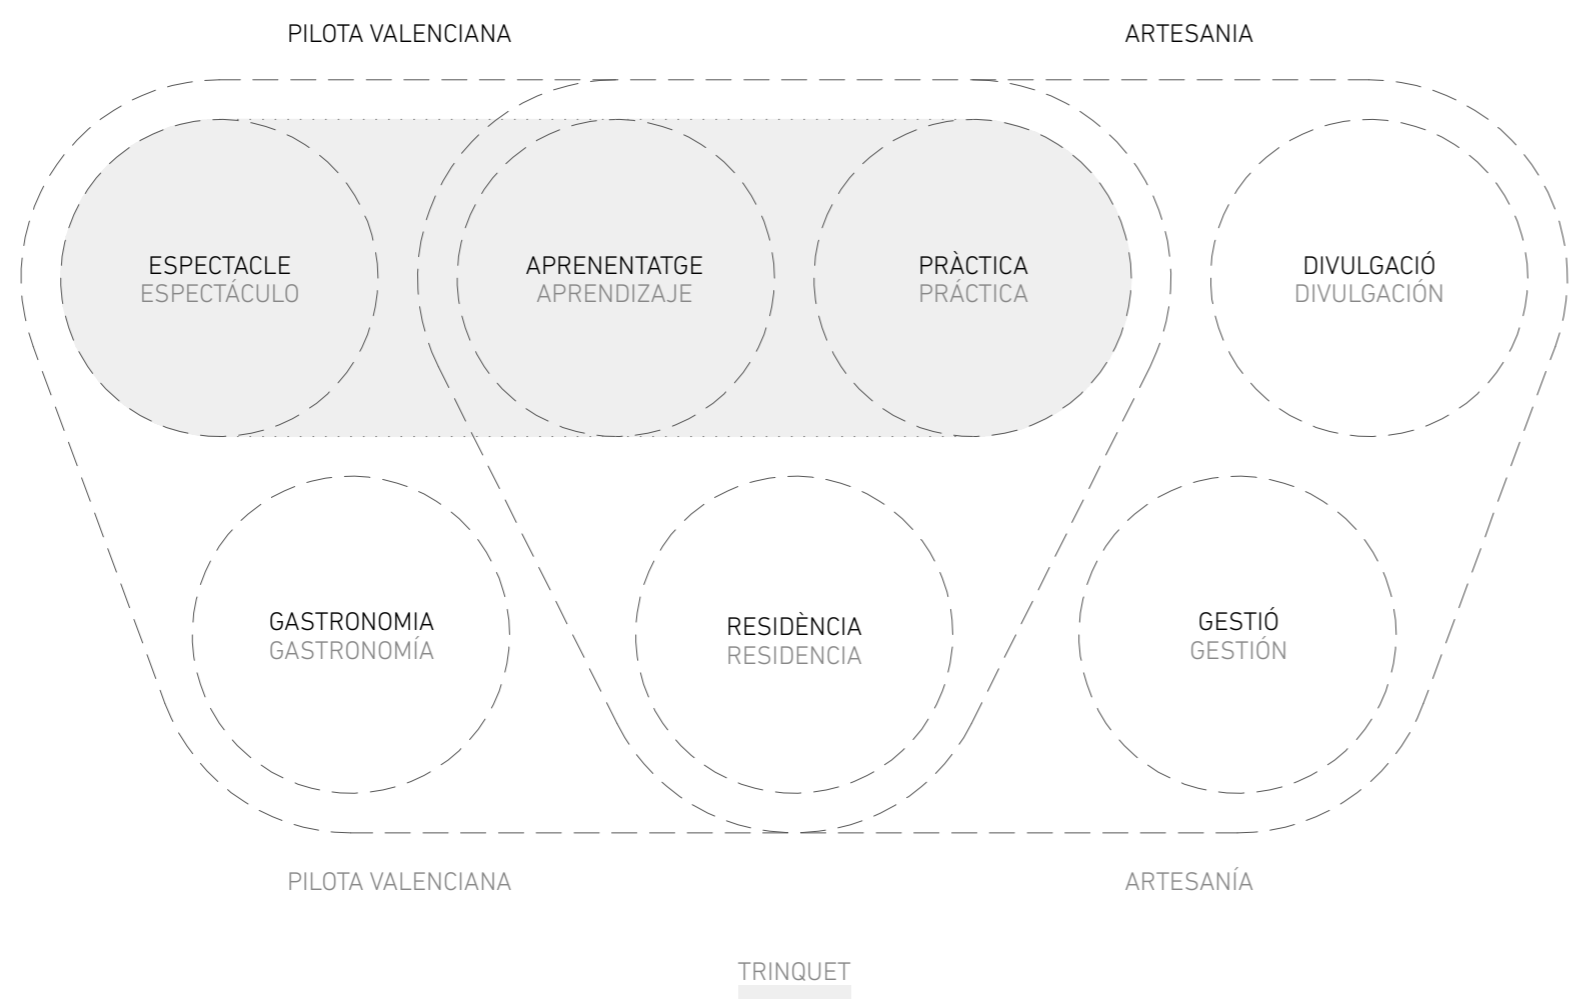 PILOTA VALENCIANA
ARTESANIA
ESPECTACLE
ESPECTÁCULO
APRENENTATGE
APRENDIZAJE
PRÀCTICA
PRÁCTICA
DIVULGACIÓ
DIVULGACIÓN
GASTRONOMIA
GASTRONOMÍA
RESIDÈNCIA
RESIDENCIA
GESTIÓ
GESTIÓN
PILOTA VALENCIANA
ARTESANÍA
TRINQUET